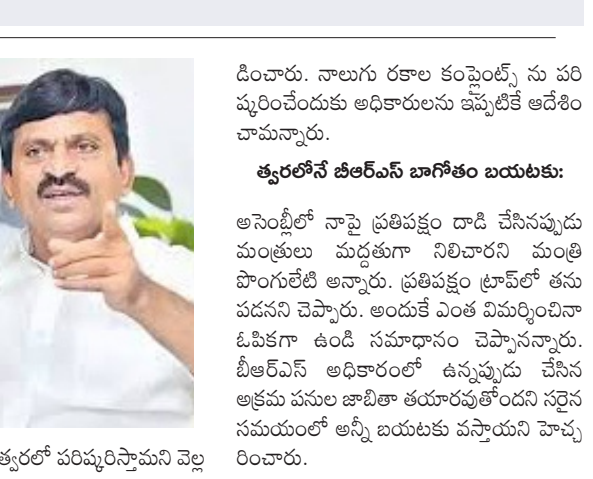 త్వరలో పరిష్కరిస్తామని వెల్ల
డించారు. నాలుగు రకాల కంప్లైంట్స్ ను పరి
ష్కరించేందుకు అధికారులను ఇప్పటికే ఆదేశిం
చామన్నారు.
త్వరలోనే బీఆర్ఎస్ బాగోతం బయటకు:
అసెంబ్లీలో నాపై ప్రతిపక్షం దాడి చేసినప్పుడు
మంత్రులు మద్దతుగా నిలిచారని మంత్రి
పొంగులేటి అన్నారు. ప్రతిపక్షం ట్రాప్‌లో తను
పడనని చెప్పారు. అందుకే ఎంత విమర్శించినా
ఓపికగా ఉండి సమాధానం చెప్పానన్నారు.
బీఆర్ఎస్ అధికారంలో ఉన్నప్పుడు చేసిన
అక్రమ పనుల జాబితా తయారవుతోందని సరైన
సమయంలో అన్నీ బయటకు వస్తాయని హెచ్చ
రించారు.